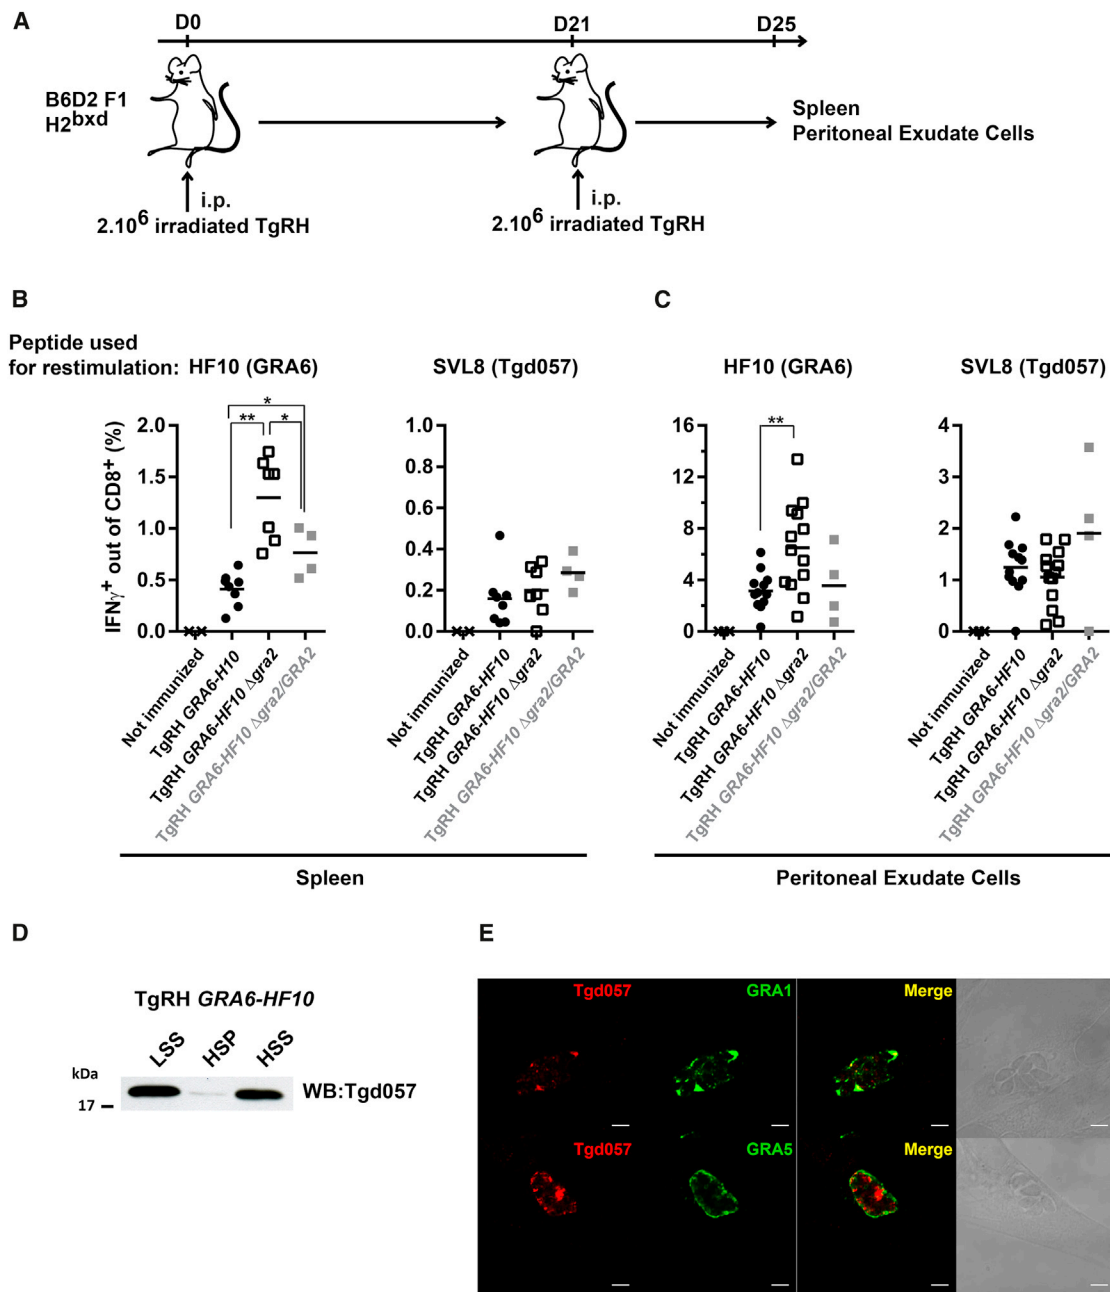 A
D0
D21
D25
B6D2 F1
H2bxd
Spleen
Peritoneal Exudate Cells
i.p.
2.10^6 irradiated TgRH
i.p.
2.10^6 irradiated TgRH
B
C
Peptide used
for restimulation:
HF10 (GRA6)
SVL8 (Tgd057)
HF10 (GRA6)
SVL8 (Tgd057)
IFNγ+ out of CD8+ (%)
2.0
1.5
1.0
0.5
0.0
*
**
*
Not immunized
TgRH GRA6-H10
TgRH GRA6-HF10 Δgra2
TgRH GRA6-HF10 Δgra2/GRA2
1.0
0.8
0.6
0.4
0.2
0.0
Not immunized
TgRH GRA6-HF10
TgRH GRA6-HF10 Δgra2
TgRH GRA6-HF10 Δgra2/GRA2
Spleen
16
12
8
4
0
**
Not immunized
TgRH GRA6-HF10
TgRH GRA6-HF10 Δgra2
TgRH GRA6-HF10 Δgra2/GRA2
4
3
2
1
0
Not immunized
TgRH GRA6-HF10
TgRH GRA6-HF10 Δgra2
TgRH GRA6-HF10 Δgra2/GRA2
Peritoneal Exudate Cells
D
TgRH GRA6-HF10
LSS
HSP
HSS
kDa
17
WB:Tgd057
E
Tgd057
GRA1
Merge
Tgd057
GRA5
Merge